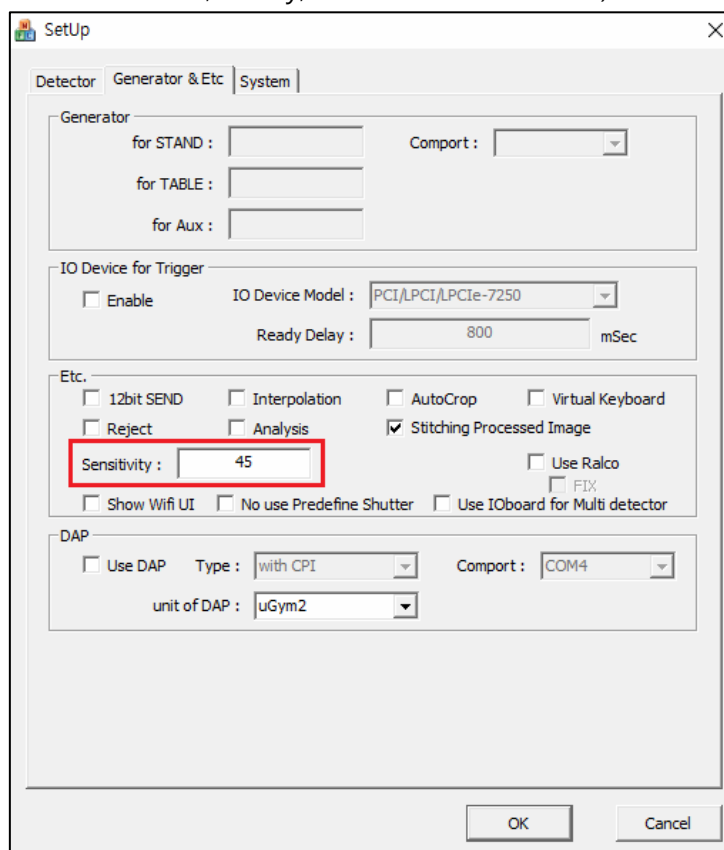 SetUp
Detector Generator & Etc System
Generator
for STAND : Comport :
for TABLE :
for Aux :
IO Device for Trigger
Enable IO Device Model : PCI/LPCI/LPCIe-7250
Ready Delay : 800 mSec
Etc.
12bit SEND Interpolation AutoCrop Virtual Keyboard
Reject Analysis Stitching Processed Image
Sensitivity : 45 Use Ralco
FIX
Show Wifi UI No use Predefine Shutter Use IOboard for Multi detector
DAP
Use DAP Type : with CPI Comport : COM4
unit of DAP : uGym2
OK Cancel